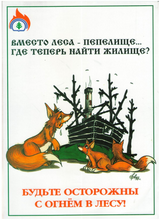 ВМЕСТО ЛЕСА - ПЕПЕЛИЩЕ...
ГДЕ ТЕПЕРЬ НАЙТИ ЖИЛИЩЕ?
БУДЬТЕ ОСТОРОЖНЫ
С ОГНЁМ В ЛЕСУ!